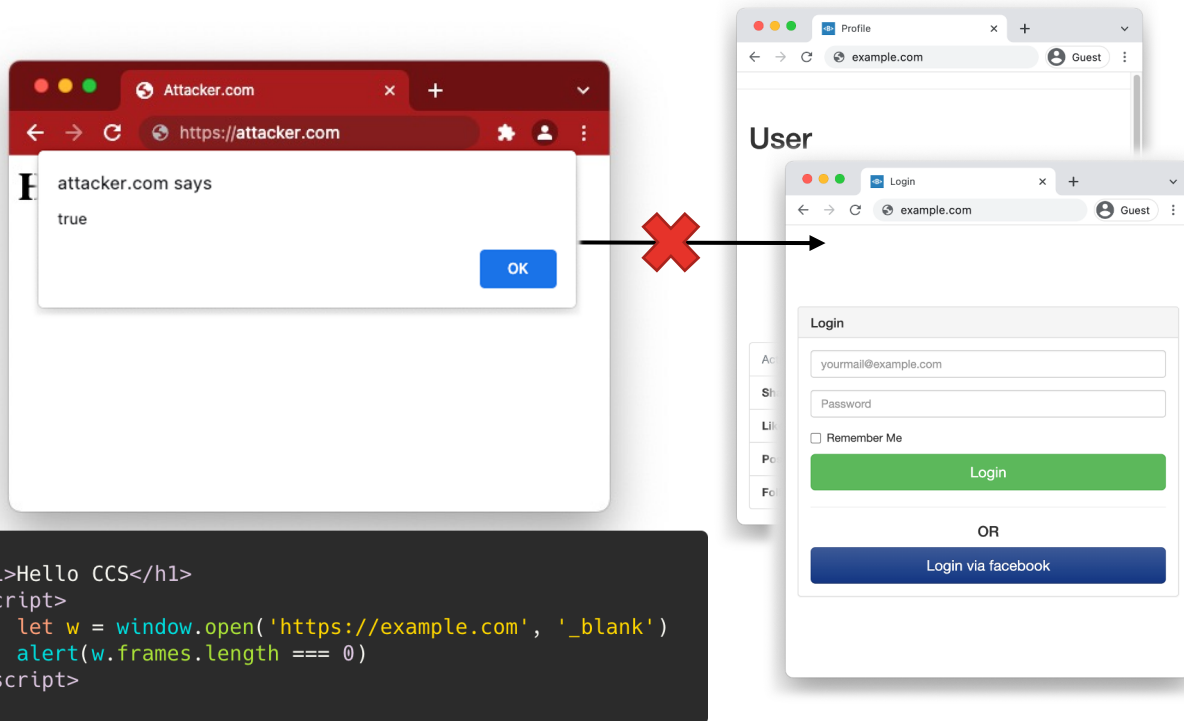 Attacker.com
https://attacker.com
attacker.com says
true
OK
Profile
example.com
Guest
User
Login
example.com
Guest
Login
yourmail@example.com
Password
Remember Me
Login
OR
Login via facebook
>Hello CCS</h1>
cript>
let w = window.open('https://example.com', '_blank')
alert(w.frames.length === 0)
script>